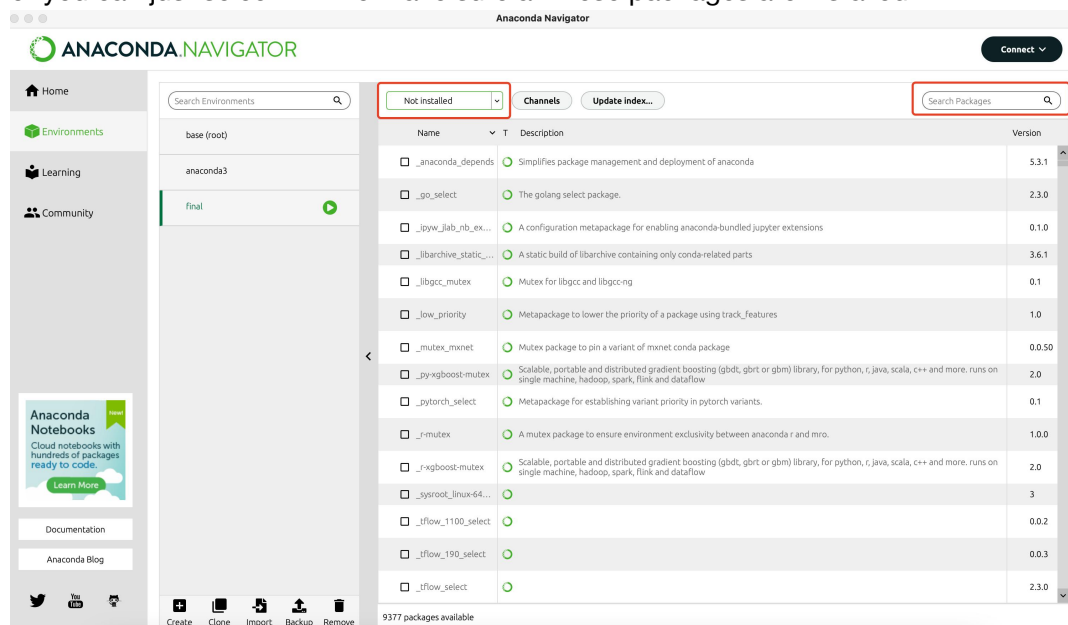 Anaconda Navigator
ANACONDA.NAVIGATOR
Connect
Home
Environments
Learning
Community
Search Environments
base (root)
anaconda3
final
Not installed
Channels
Update index...
Search Packages
Name T Description Version
_anaconda_depends Simplifies package management and deployment of anaconda 5.3.1
_go_select The golang select package. 2.3.0
_ipyw_jlab_nb_ex... A configuration metapackage for enabling anaconda-bundled jupyter extensions 0.1.0
_libarchive_static_... A static build of libarchive containing only conda-related parts 3.6.1
_libgcc_mutex Mutex for libgcc and libgcc-ng 0.1
_low_priority Metapackage to lower the priority of a package using track_features 1.0
_mutex_mxnet Mutex package to pin a variant of mxnet conda package 0.0.50
_py-xgboost-mutex Scalable, portable and distributed gradient boosting (gbdt, gbrt or gbm) library, for python, r, java, scala, c++ and more. runs on 2.0
single machine, hadoop, spark, flink and dataflow
_pytorch_select Metapackage for establishing variant priority in pytorch variants. 0.1
_r-mutex A mutex package to ensure environment exclusivity between anaconda r and mro. 1.0.0
_r-xgboost-mutex Scalable, portable and distributed gradient boosting (gbdt, gbrt or gbm) library, for python, r, java, scala, c++ and more. runs on 2.0
single machine, hadoop, spark, flink and dataflow
_sysroot_linux-64... 3
_tflow_1100_select 0.0.2
_tflow_190_select 0.0.3
_tflow_select 2.3.0
Anaconda
Notebooks
New!
Cloud notebooks with
hundreds of packages
ready to code.
Learn More
Documentation
Anaconda Blog
You
Tube
Create Clone Import Backup Remove
9377 packages available